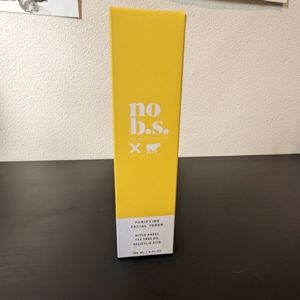 no
b.s.
PURIFYING
FACIAL TONER
WITCH HAZEL
TEA TREE OIL
SALICYLIC ACID